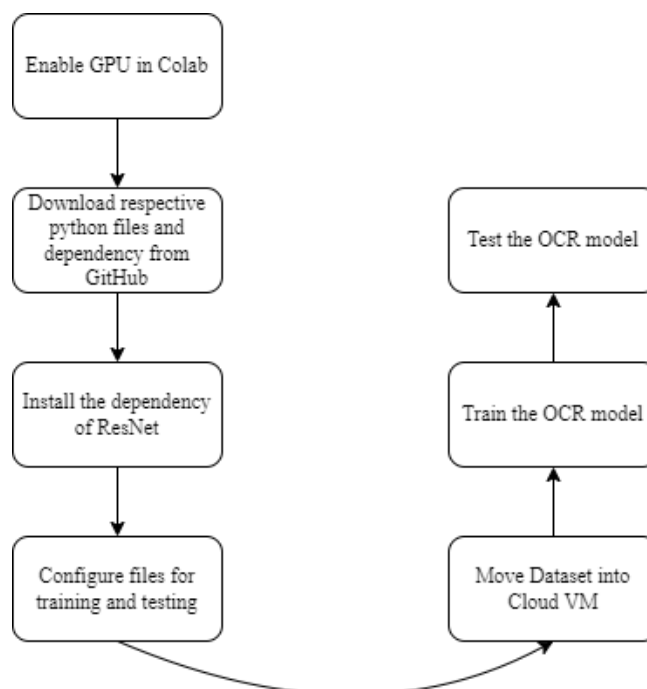 Enable GPU in Colab
Download respective
python files and
dependency from
GitHub
Install the dependency
of ResNet
Configure files for
training and testing
Move Dataset into
Cloud VM
Train the OCR model
Test the OCR model